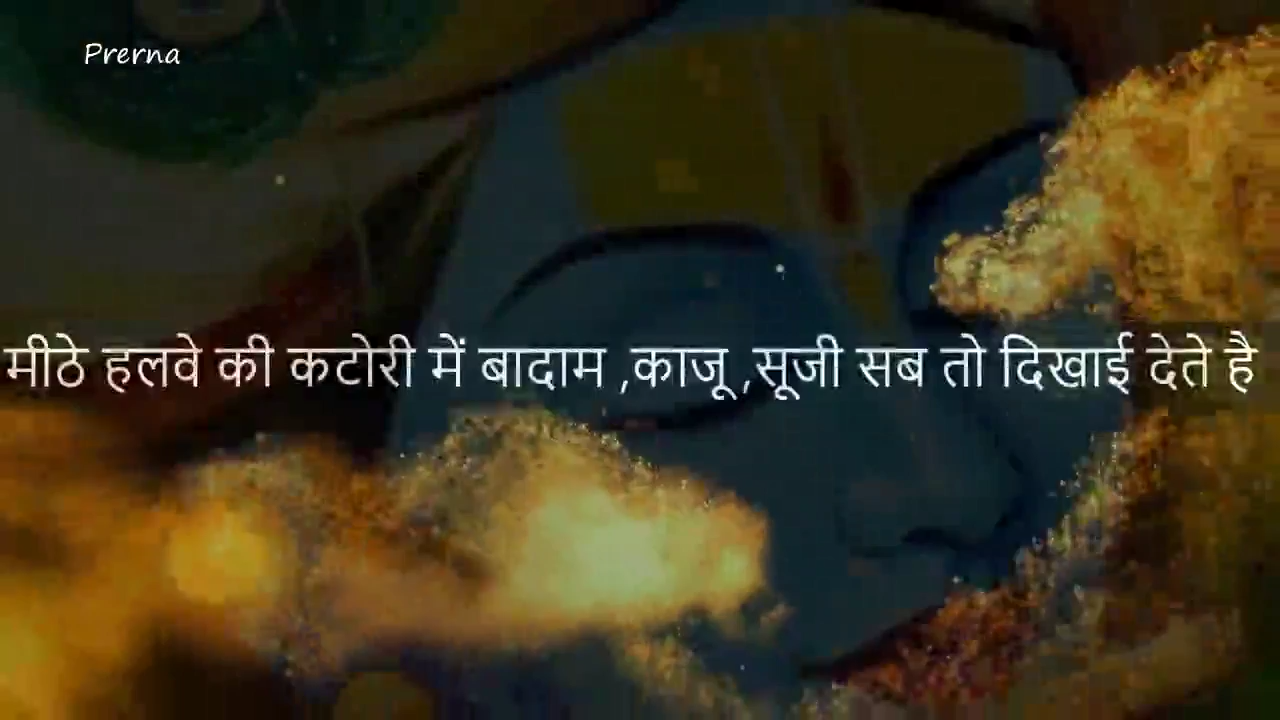 Prerna
मीठे हलवे की कटोरी में बादाम ,काजू ,सूजी सब तो दिखाई देते है